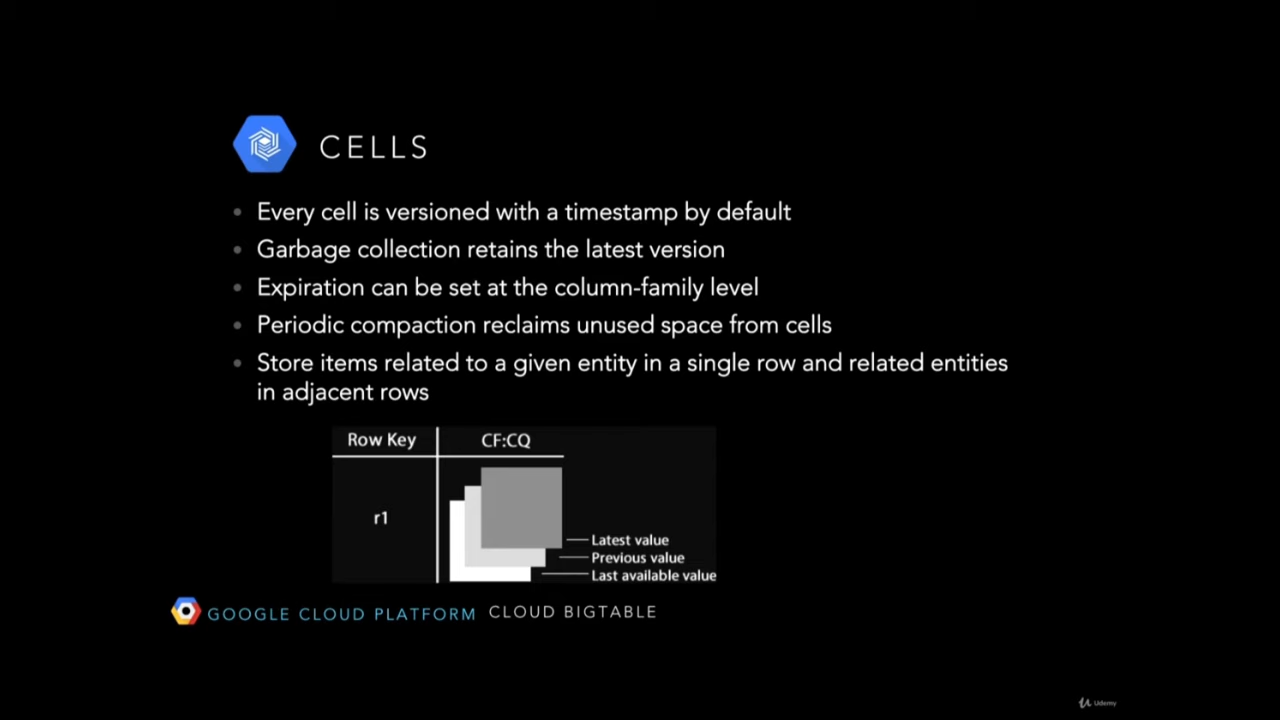 CELLS
Every cell is versioned with a timestamp by default
Garbage collection retains the latest version
Expiration can be set at the column-family level
Periodic compaction reclaims unused space from cells
Store items related to a given entity in a single row and related entities
in adjacent rows
Row Key CF:CQ
r1
Latest value
Previous value
Last available value
GOOGLE CLOUD PLATFORM CLOUD BIGTABLE
Udemy